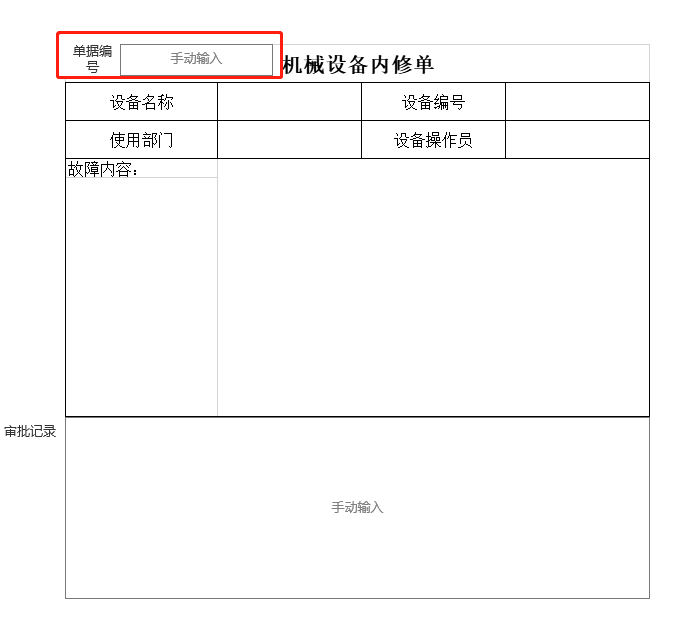 单据编
号
手动输入
机械设备内修单
设备名称
设备编号
使用部门
设备操作员
故障内容：
审批记录
手动输入